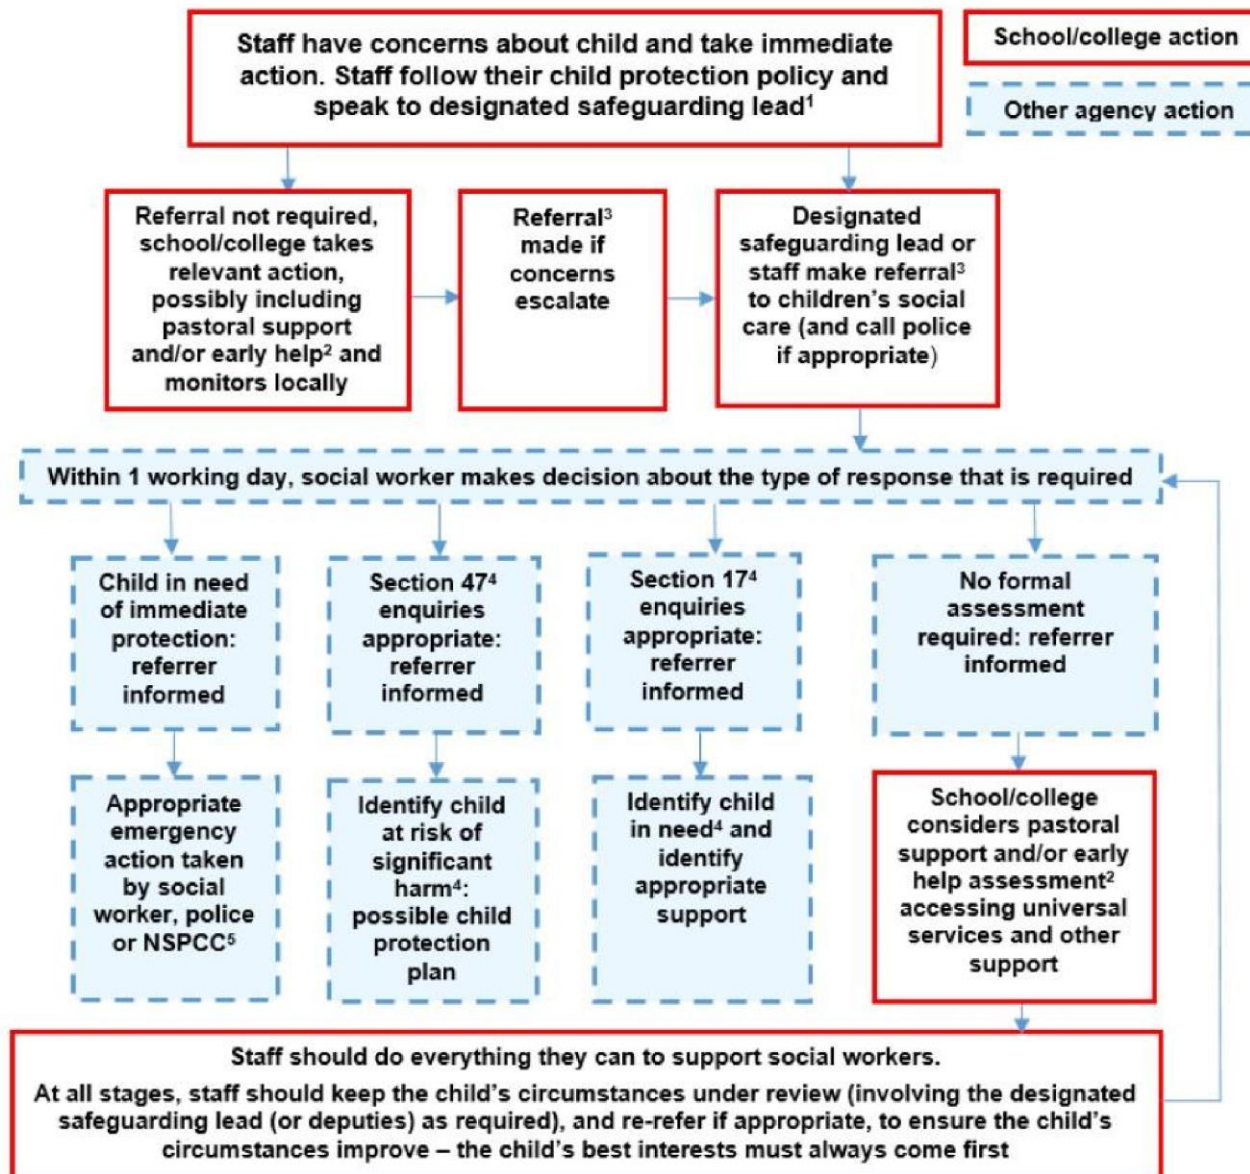 Staff have concerns about child and take immediate
action. Staff follow their child protection policy and
speak to designated safeguarding lead¹
School/college action
Other agency action
Referral not required,
school/college takes
relevant action,
possibly including
pastoral support
and/or early help² and
monitors locally
Referral³
made if
concerns
escalate
Designated
safeguarding lead or
staff make referral³
to children’s social
care (and call police
if appropriate)
Within 1 working day, social worker makes decision about the type of response that is required
Child in need
of immediate
protection:
referrer
informed
Section 47⁴
enquiries
appropriate:
referrer
informed
Section 17⁴
enquiries
appropriate:
referrer
informed
No formal
assessment
required: referrer
informed
Appropriate
emergency
action taken
by social
worker, police
or NSPCC⁵
Identify child
at risk of
significant
harm⁴:
possible child
protection
plan
Identify child
in need⁴ and
identify
appropriate
support
School/college
considers pastoral
support and/or early
help assessment²
accessing universal
services and other
support
Staff should do everything they can to support social workers.
At all stages, staff should keep the child’s circumstances under review (involving the designated
safeguarding lead (or deputies) as required), and re-refer if appropriate, to ensure the child’s
circumstances improve – the child’s best interests must always come first